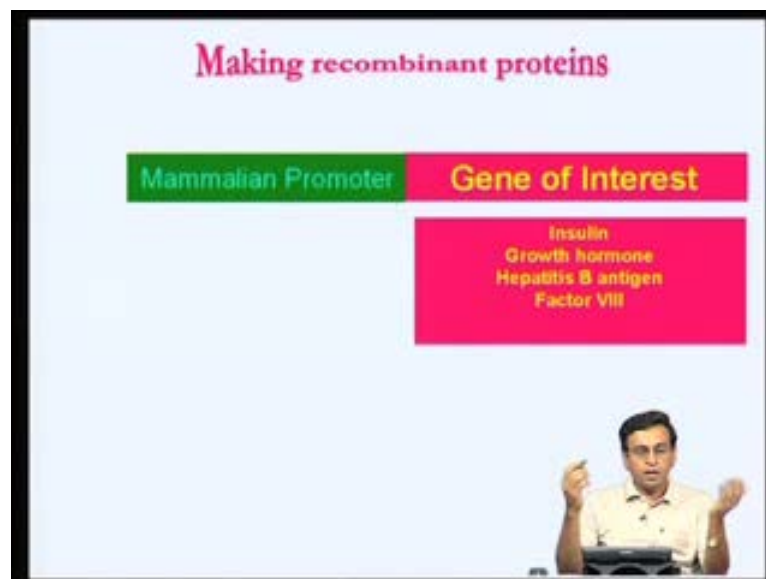 Making recombinant proteins
Mammalian Promoter Gene of Interest
Insulin
Growth hormone
Hepatitis B antigen
Factor VIII